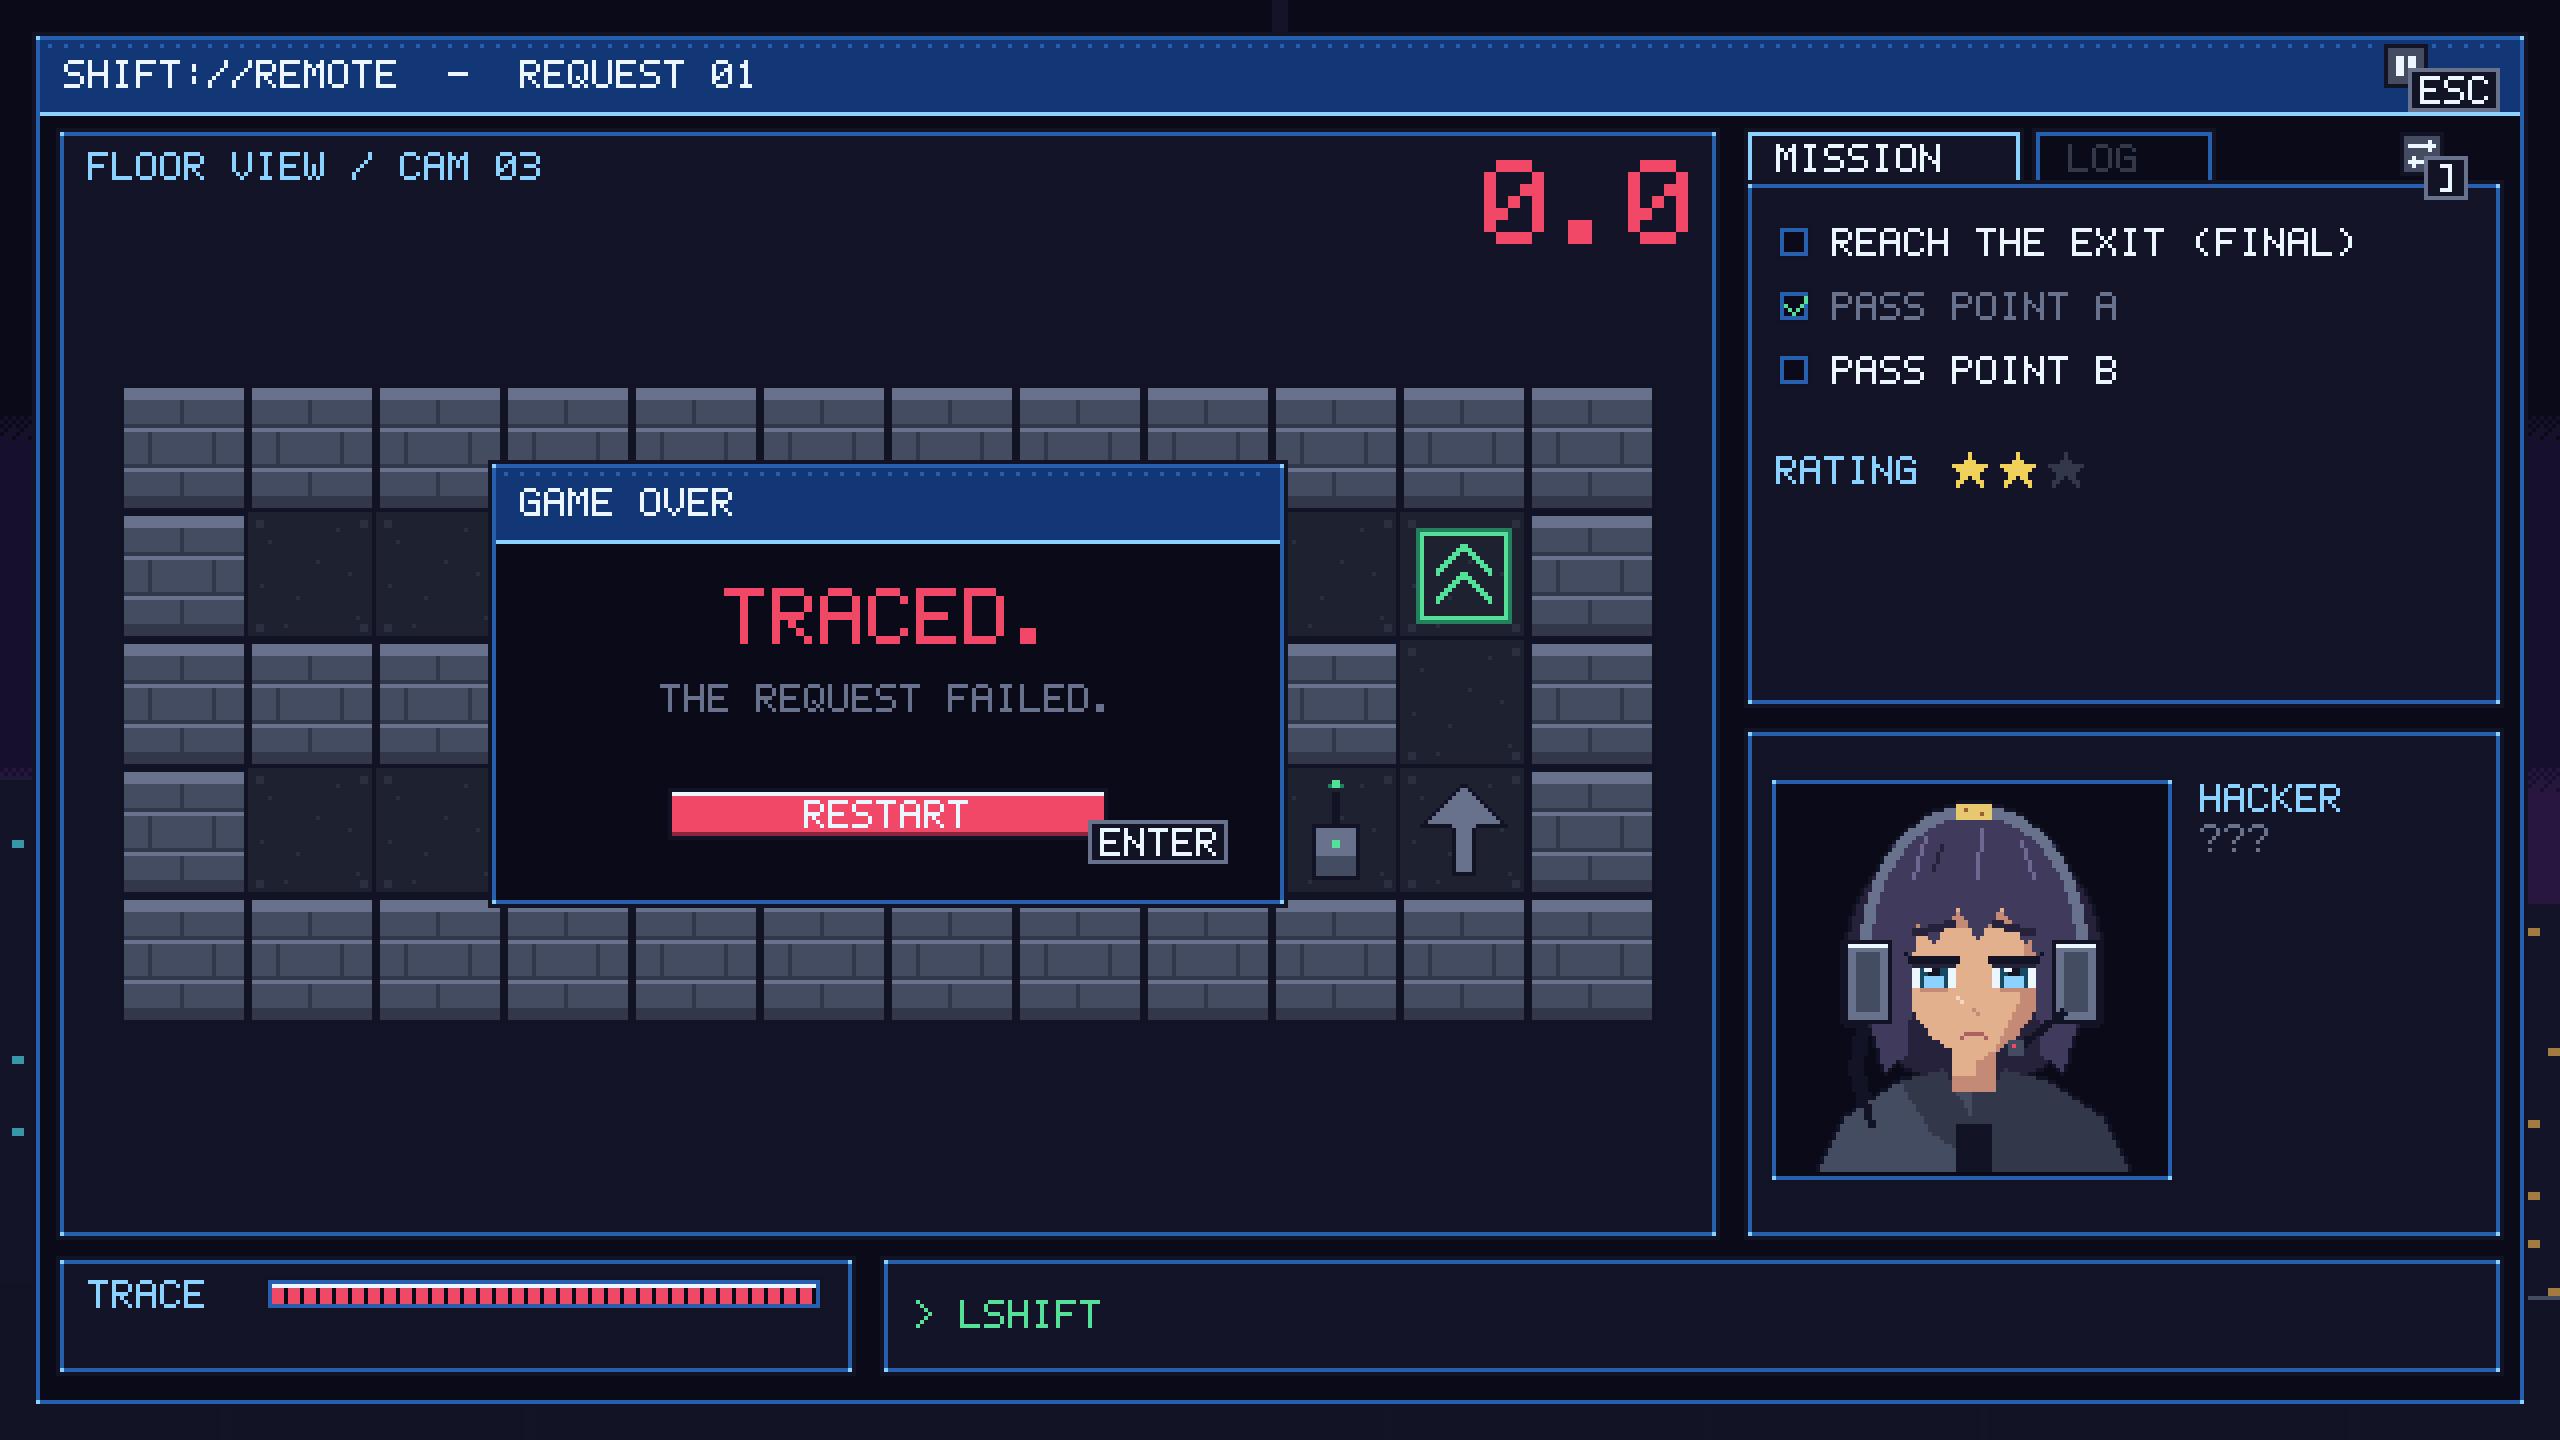 SHIFT://REMOTE - REQUEST 01
ESC
FLOOR VIEW / CAM 03
0.0
MISSION
LOG
]
REACH THE EXIT (FINAL)
PASS POINT A
PASS POINT B
RATING
GAME OVER
TRACED.
THE REQUEST FAILED.
RESTART
ENTER
HACKER
???
TRACE
> LSHIFT